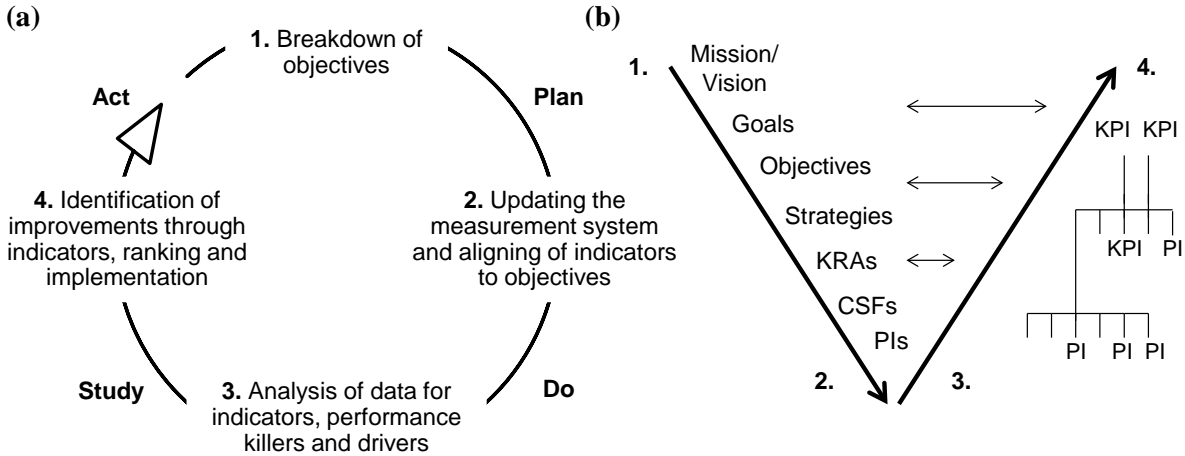 (a)
1. Breakdown of
objectives
Act
Plan
4. Identification of
improvements through
indicators, ranking and
implementation
2. Updating the
measurement system
and aligning of indicators
to objectives
Study
3. Analysis of data for
indicators, performance
killers and drivers
Do
(b)
1.
Mission/
Vision
Goals
Objectives
Strategies
KRAs
CSFs
PIs
2.
3.
4.
KPI KPI
KPI PI
PI PI PI